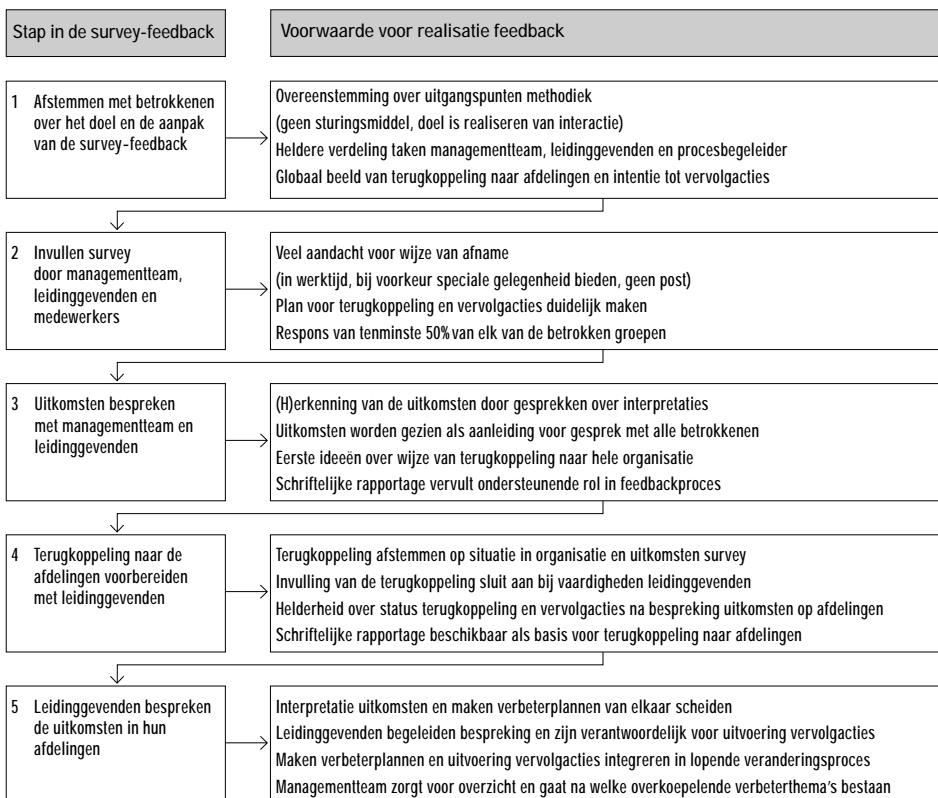 Stap in de survey-feedback
Voorwaarde voor realisatie feedback
1 Afstemmen met betrokkenen
over het doel en de aanpak
van de survey-feedback
Overeenstemming over uitgangspunten methodiek
(geen sturingsmiddel, doel is realiseren van interactie)
Heldere verdeling taken managementteam, leidinggevenden en procesbegeleider
Globaal beeld van terugkoppeling naar afdelingen en intentie tot vervolgacties
2 Invullen survey
door managementteam,
leidinggevenden en
medewerkers
Veel aandacht voor wijze van afname
(in werktijd, bij voorkeur speciale gelegenheid bieden, geen post)
Plan voor terugkoppeling en vervolgacties duidelijk maken
Respons van tenminste 50% van elk van de betrokken groepen
3 Uitkomsten bespreken
met managementteam en
leidinggevenden
(H)erkenning van de uitkomsten door gesprekken over interpretaties
Uitkomsten worden gezien als aanleiding voor gesprek met alle betrokkenen
Eerste ideeën over wijze van terugkoppeling naar hele organisatie
Schriftelijke rapportage vervult ondersteunende rol in feedbackproces
4 Terugkoppeling naar de
afdelingen voorbereiden
met leidinggevenden
Terugkoppeling afstemmen op situatie in organisatie en uitkomsten survey
Invulling van de terugkoppeling sluit aan bij vaardigheden leidinggevenden
Helderheid over status terugkoppeling en vervolgacties na bespreking uitkomsten op afdelingen
Schriftelijke rapportage beschikbaar als basis voor terugkoppeling naar afdelingen
5 Leidinggevenden bespreken
de uitkomsten in hun
afdelingen
Interpretatie uitkomsten en maken verbeterplannen van elkaar scheiden
Leidinggevenden begeleiden bespreking en zijn verantwoordelijk voor uitvoering vervolgacties
Maken verbeterplannen en uitvoering vervolgacties integreren in lopende veranderingsproces
Managementteam zorgt voor overzicht en gaat na welke overkoepelende verbeterthema's bestaan